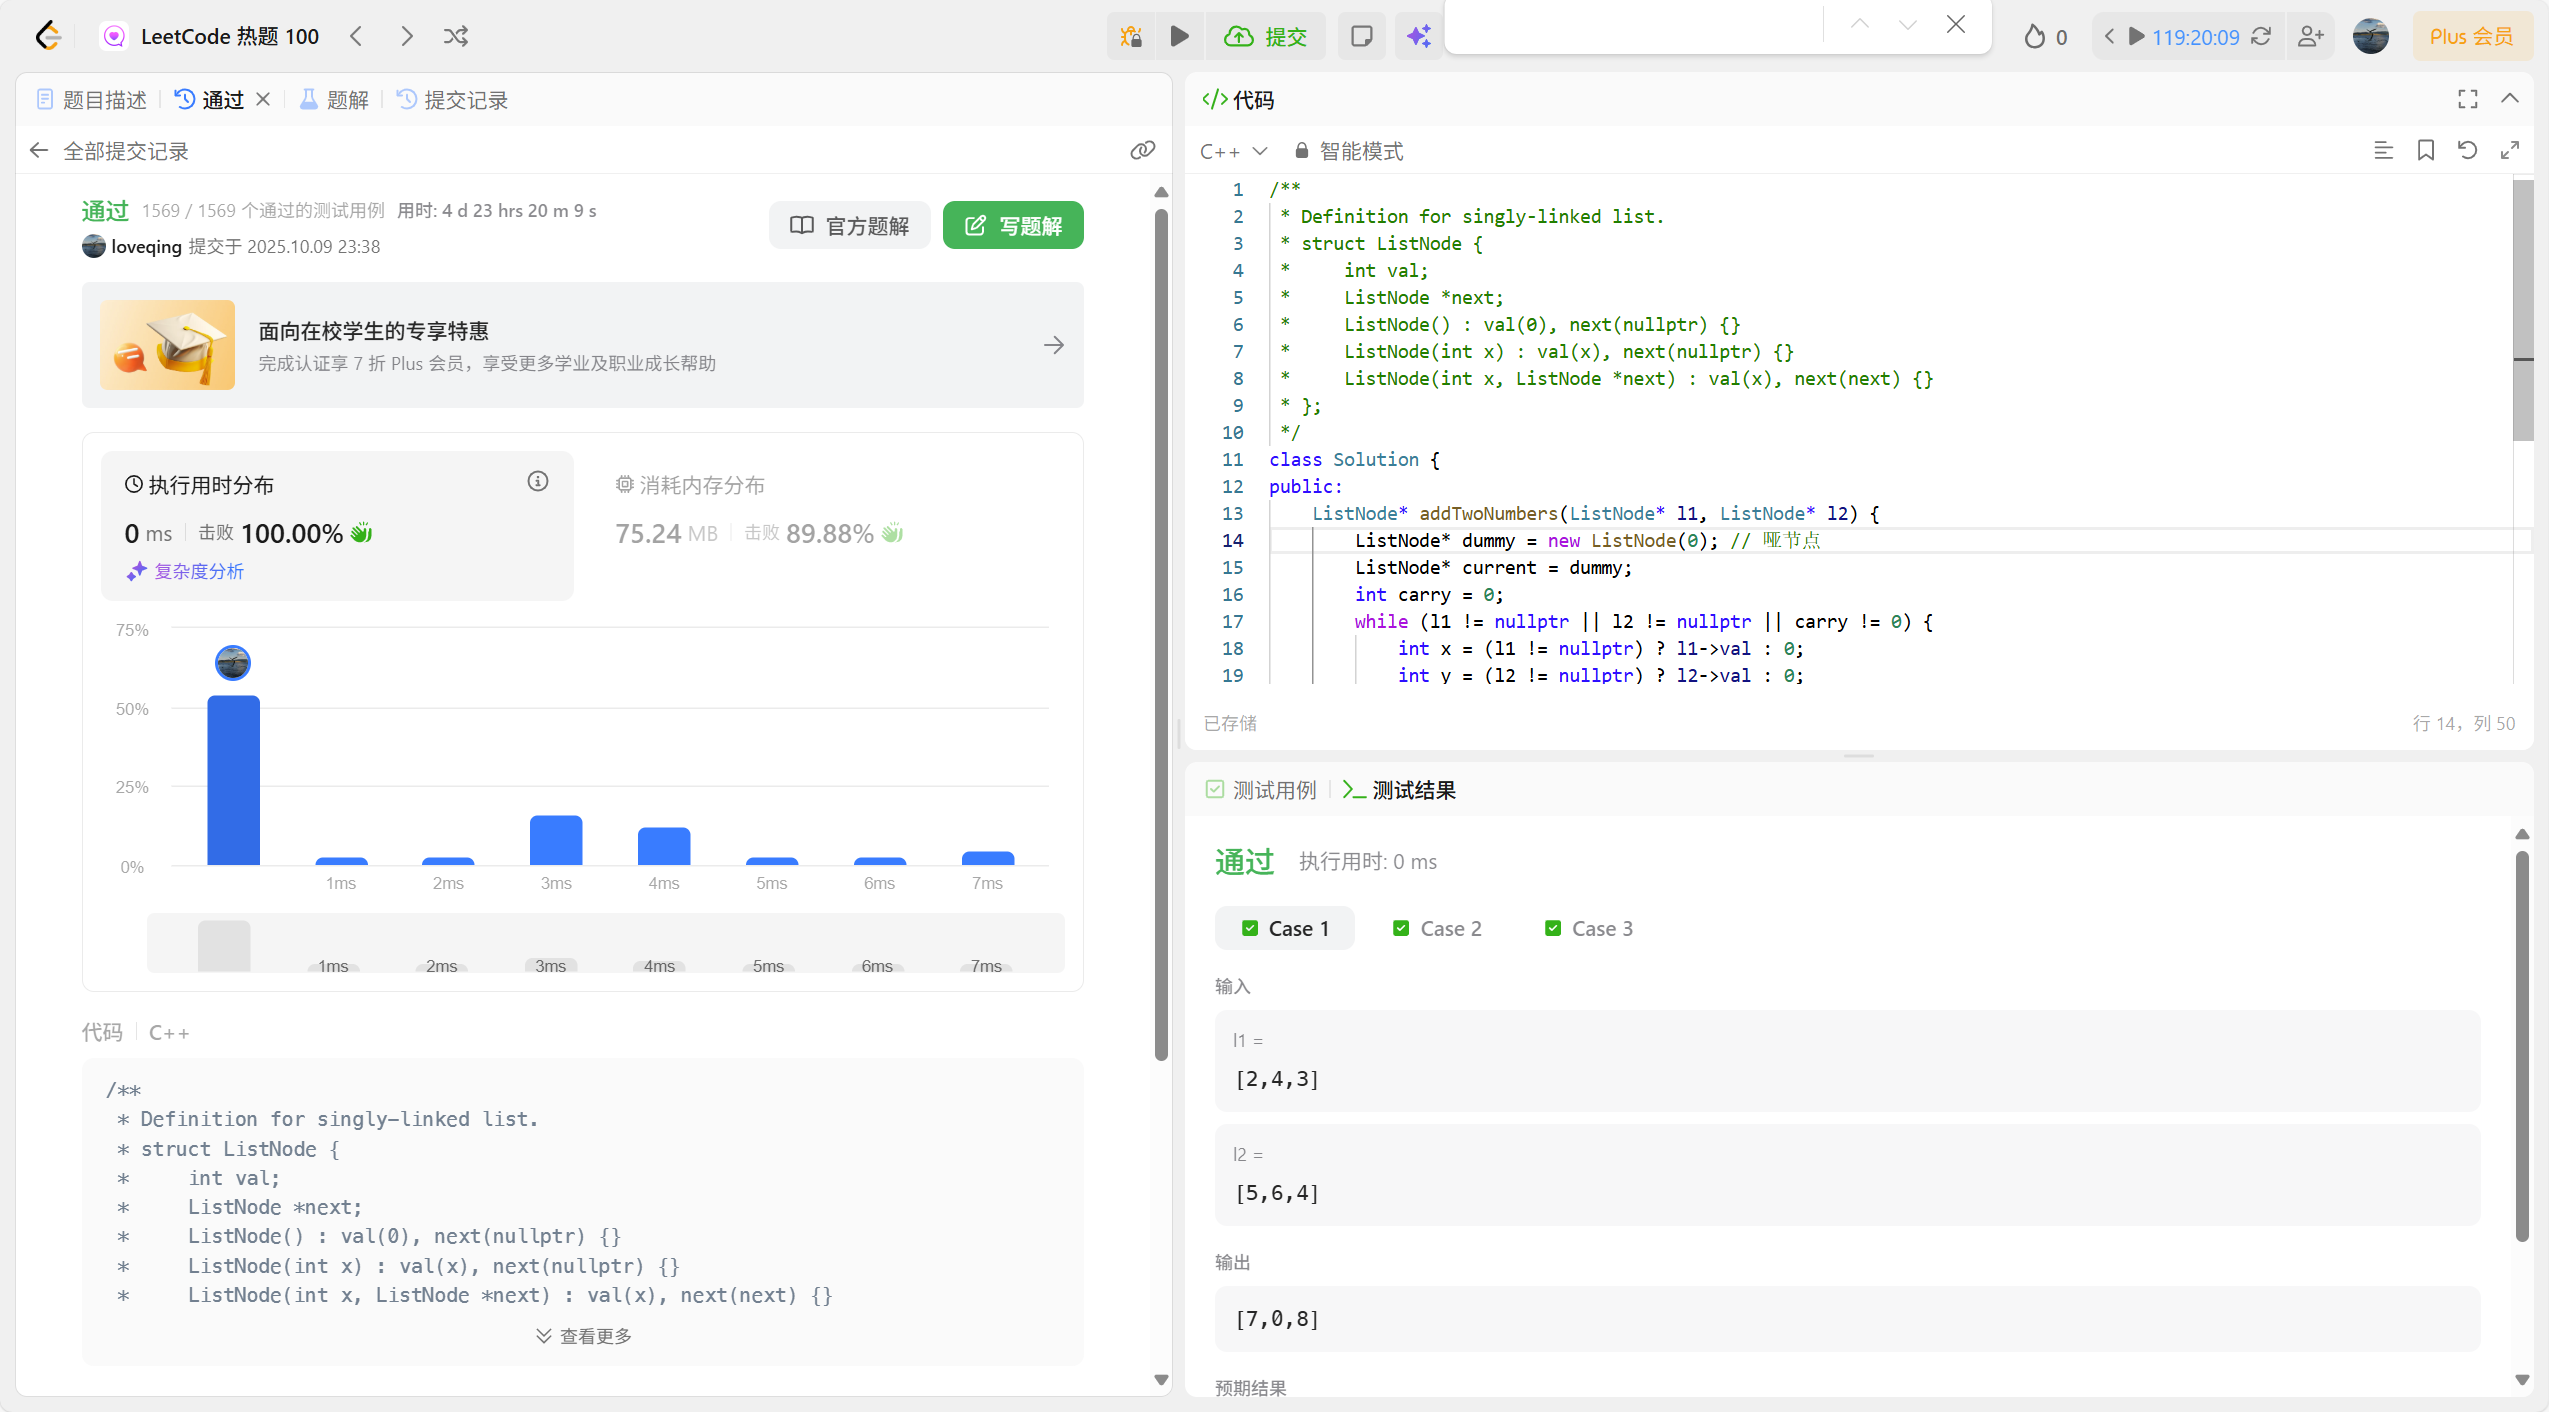 LeetCode 热题 100
提交
0
119:20:09
Plus 会员
题目描述
通过
题解
提交记录
全部提交记录
通过 1569 / 1569 个通过的测试用例 用时: 4 d 23 hrs 20 m 9 s
loveqing 提交于 2025.10.09 23:38
官方题解
写题解
面向在校学生的专享特惠
完成认证享 7 折 Plus 会员，享受更多学业及职业成长帮助
执行用时分布
0 ms 击败 100.00%
复杂度分析
消耗内存分布
75.24 MB 击败 89.88%
75%
50%
25%
0%
1ms 2ms 3ms 4ms 5ms 6ms 7ms
1ms 2ms 3ms 4ms 5ms 6ms 7ms
代码 C++
/**
 * Definition for singly-linked list.
 * struct ListNode {
 *     int val;
 *     ListNode *next;
 *     ListNode() : val(0), next(nullptr) {}
 *     ListNode(int x) : val(x), next(nullptr) {}
 *     ListNode(int x, ListNode *next) : val(x), next(next) {}
查看更多
</> 代码
C++ 智能模式
1 /**
2  * Definition for singly-linked list.
3  * struct ListNode {
4  *     int val;
5  *     ListNode *next;
6  *     ListNode() : val(0), next(nullptr) {}
7  *     ListNode(int x) : val(x), next(nullptr) {}
8  *     ListNode(int x, ListNode *next) : val(x), next(next) {}
9  * };
10  */
11 class Solution {
12 public:
13     ListNode* addTwoNumbers(ListNode* l1, ListNode* l2) {
14         ListNode* dummy = new ListNode(0); // 哑节点
15         ListNode* current = dummy;
16         int carry = 0;
17         while (l1 != nullptr || l2 != nullptr || carry != 0) {
18             int x = (l1 != nullptr) ? l1->val : 0;
19             int y = (l2 != nullptr) ? l2->val : 0;
已存储
行 14，列 50
测试用例
测试结果
通过 执行用时: 0 ms
Case 1
Case 2
Case 3
输入
l1 =
[2,4,3]
l2 =
[5,6,4]
输出
[7,0,8]
预期结果